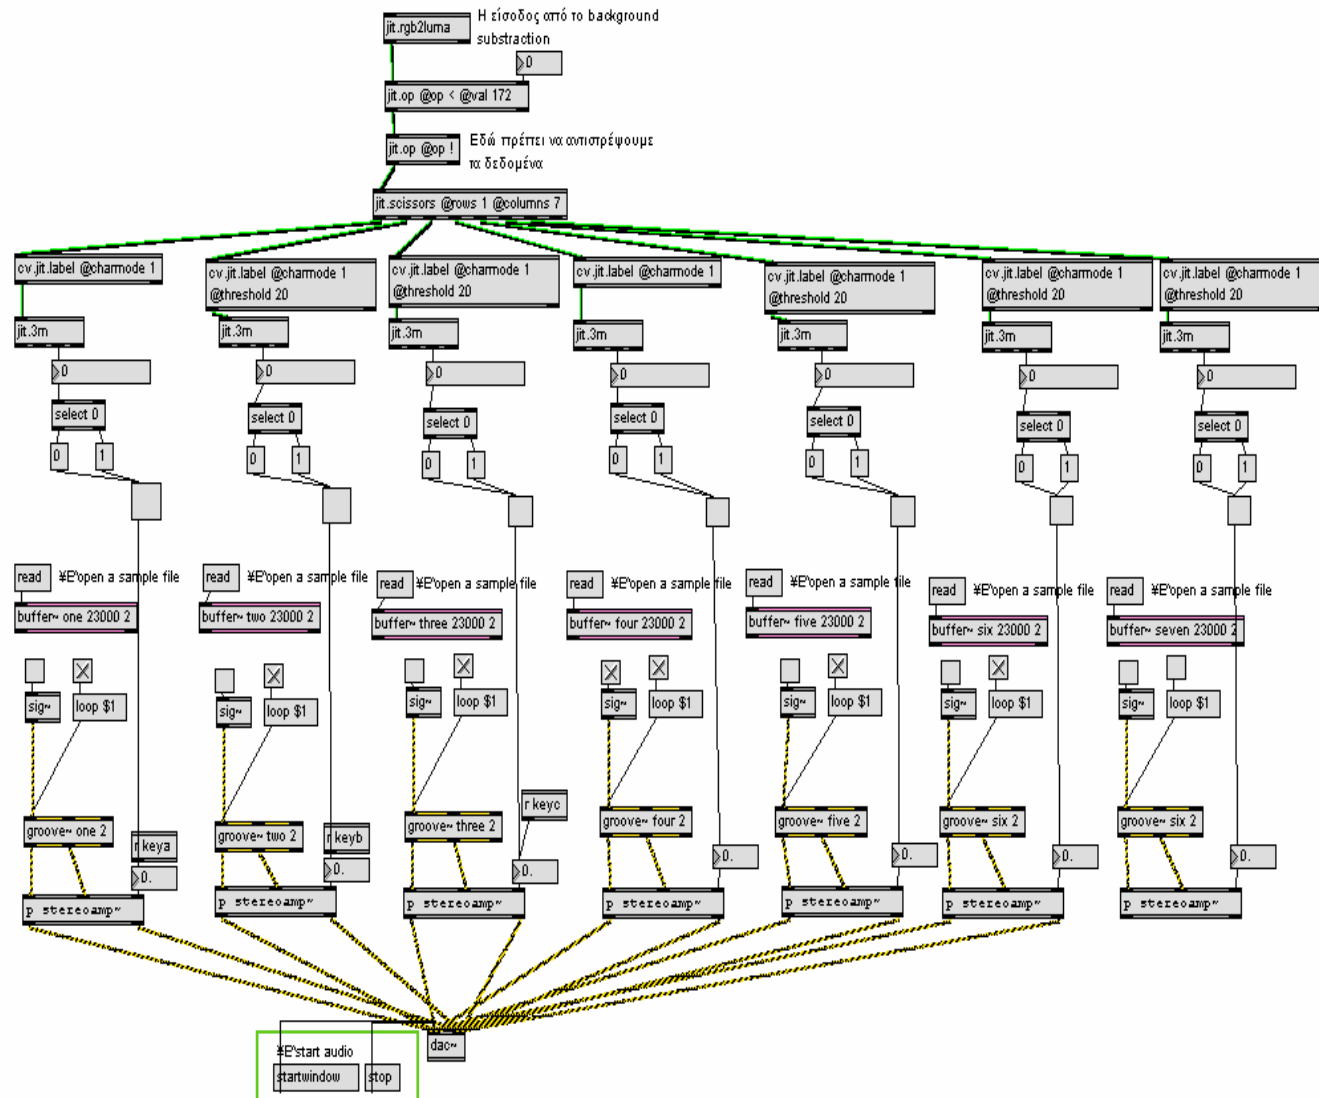 jit.rgb2luma
Η είσοδος από το background
substraction
0
jit.op @op < @val 172
jit.op @op !
Εδώ πρέπει να αντιστρέψουμε
τα δεδομένα
jit.scissors @rows 1 @columns 7
cv.jit.label @charmode 1
cv.jit.label @charmode 1
@threshold 20
cv.jit.label @charmode 1
@threshold 20
cv.jit.label @charmode 1
cv.jit.label @charmode 1
@threshold 20
cv.jit.label @charmode 1
@threshold 20
cv.jit.label @charmode 1
@threshold 20
jit.3m jit.3m jit.3m jit.3m jit.3m jit.3m jit.3m
0 0 0 0 0 0 0
select 0 select 0 select 0 select 0 select 0 select 0 select 0
0 1 0 1 0 1 0 1 0 1 0 1 0 1
read ¥E°open a sample file read ¥E°open a sample file read ¥E°open a sample file read ¥E°open a sample file read ¥E°open a sample file read ¥E°open a sample file read ¥E°open a sample file
buffer~ one 23000 2 buffer~ two 23000 2 buffer~ three 23000 2 buffer~ four 23000 2 buffer~ five 23000 2 buffer~ six 23000 2 buffer~ seven 23000 2
sig~ loop $1 sig~ loop $1 sig~ loop $1 sig~ loop $1 sig~ loop $1 sig~ loop $1 sig~ loop $1
r keyc
groove~ one 2 groove~ two 2 groove~ three 2 groove~ four 2 groove~ five 2 groove~ six 2 groove~ six 2
r keya r keyb
0. 0. 0. 0. 0. 0. 0.
p stereoamp~ p stereoamp~ p stereoamp~ p stereoamp~ p stereoamp~ p stereoamp~ p stereoamp~
dac~
¥E°start audio
startwindow stop